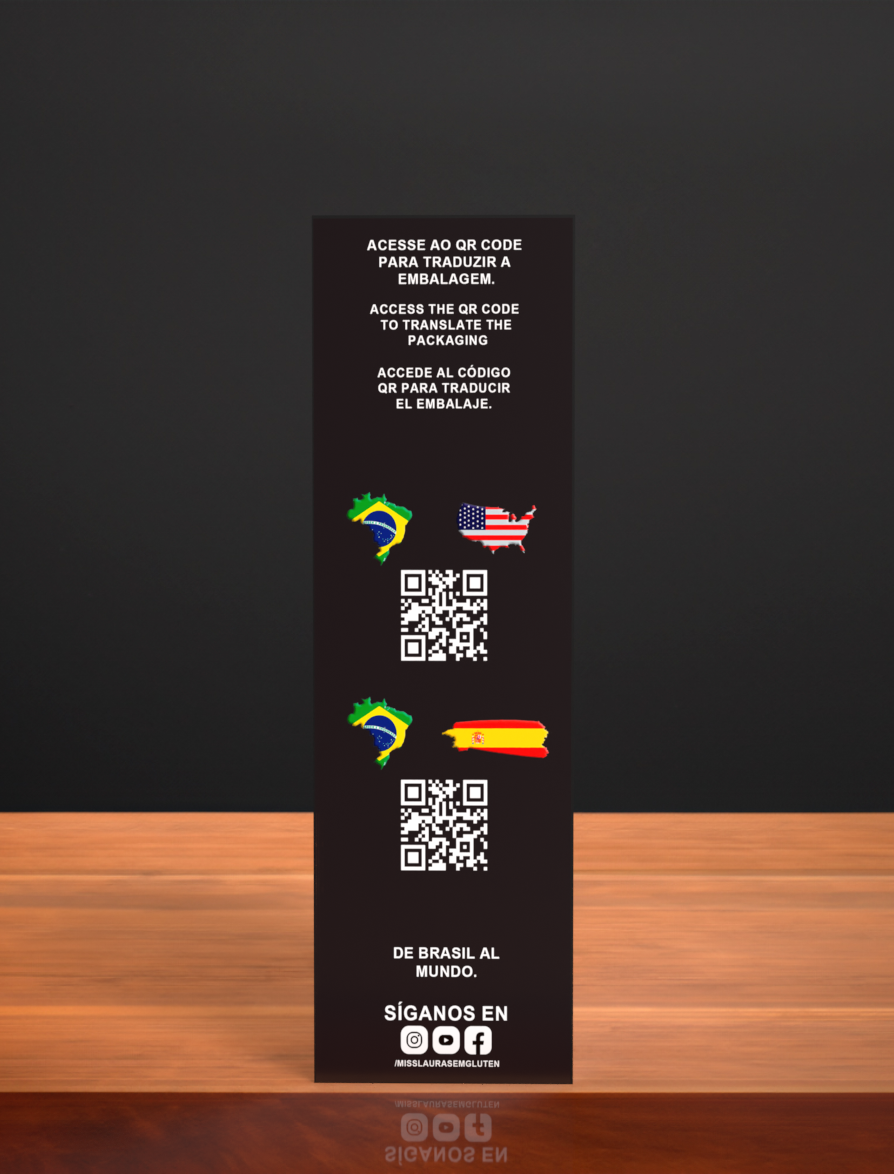 ACESSE AO QR CODE
PARA TRADUZIR A
EMBALAGEM.
ACCESS THE QR CODE
TO TRANSLATE THE
PACKAGING
ACCEDE AL CÓDIGO
QR PARA TRADUCIR
EL EMBALAJE.
DE BRASIL AL
MUNDO.
SÍGANOS EN
/MISSLAURASEMGLUTEN